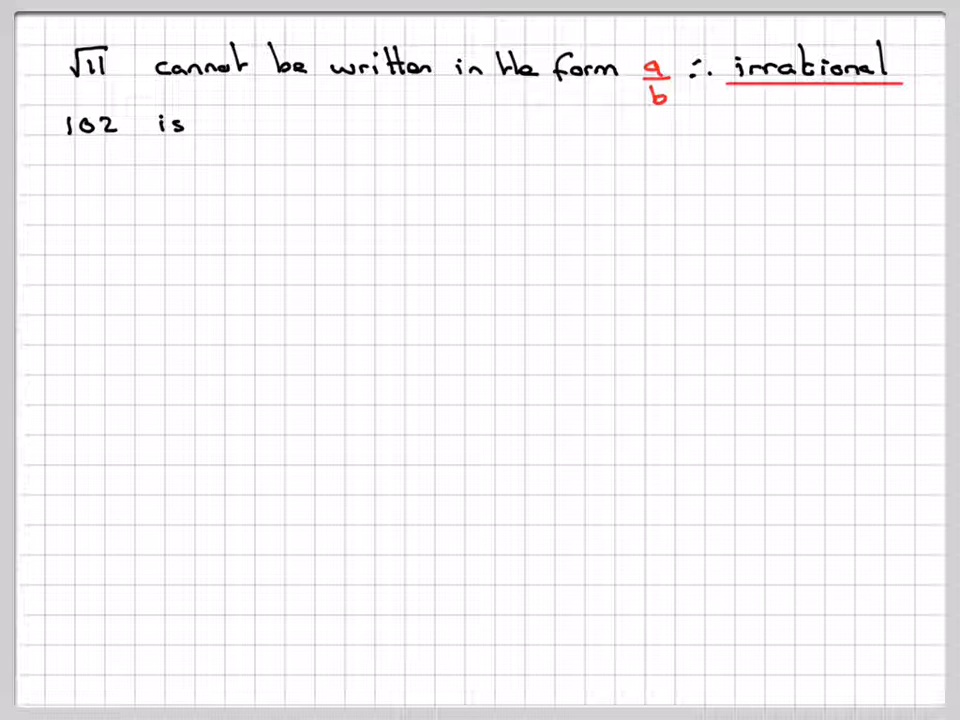 √11 cannot be written in the form a/b ∴ irrational
102 is